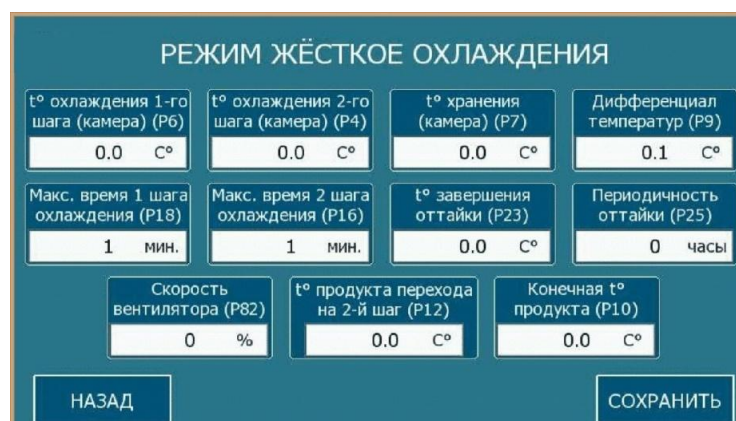 РЕЖИМ ЖЁСТКОЕ ОХЛАЖДЕНИЯ
t° охлаждения 1-го
шага (камера) (P6)
0.0 C°
t° охлаждения 2-го
шага (камера) (P4)
0.0 C°
t° хранения
(камера) (P7)
0.0 C°
Дифференциал
температур (P9)
0.1 C°
Макс. время 1 шага
охлаждения (P18)
1 мин.
Макс. время 2 шага
охлаждения (P16)
1 мин.
t° завершения
оттайки (P23)
0.0 C°
Периодичность
оттайки (P25)
0 часы
Скорость
вентилятора (P82)
0 %
t° продукта перехода
на 2-й шаг (P12)
0.0 C°
Конечная t°
продукта (P10)
0.0 C°
НАЗАД
СОХРАНИТЬ